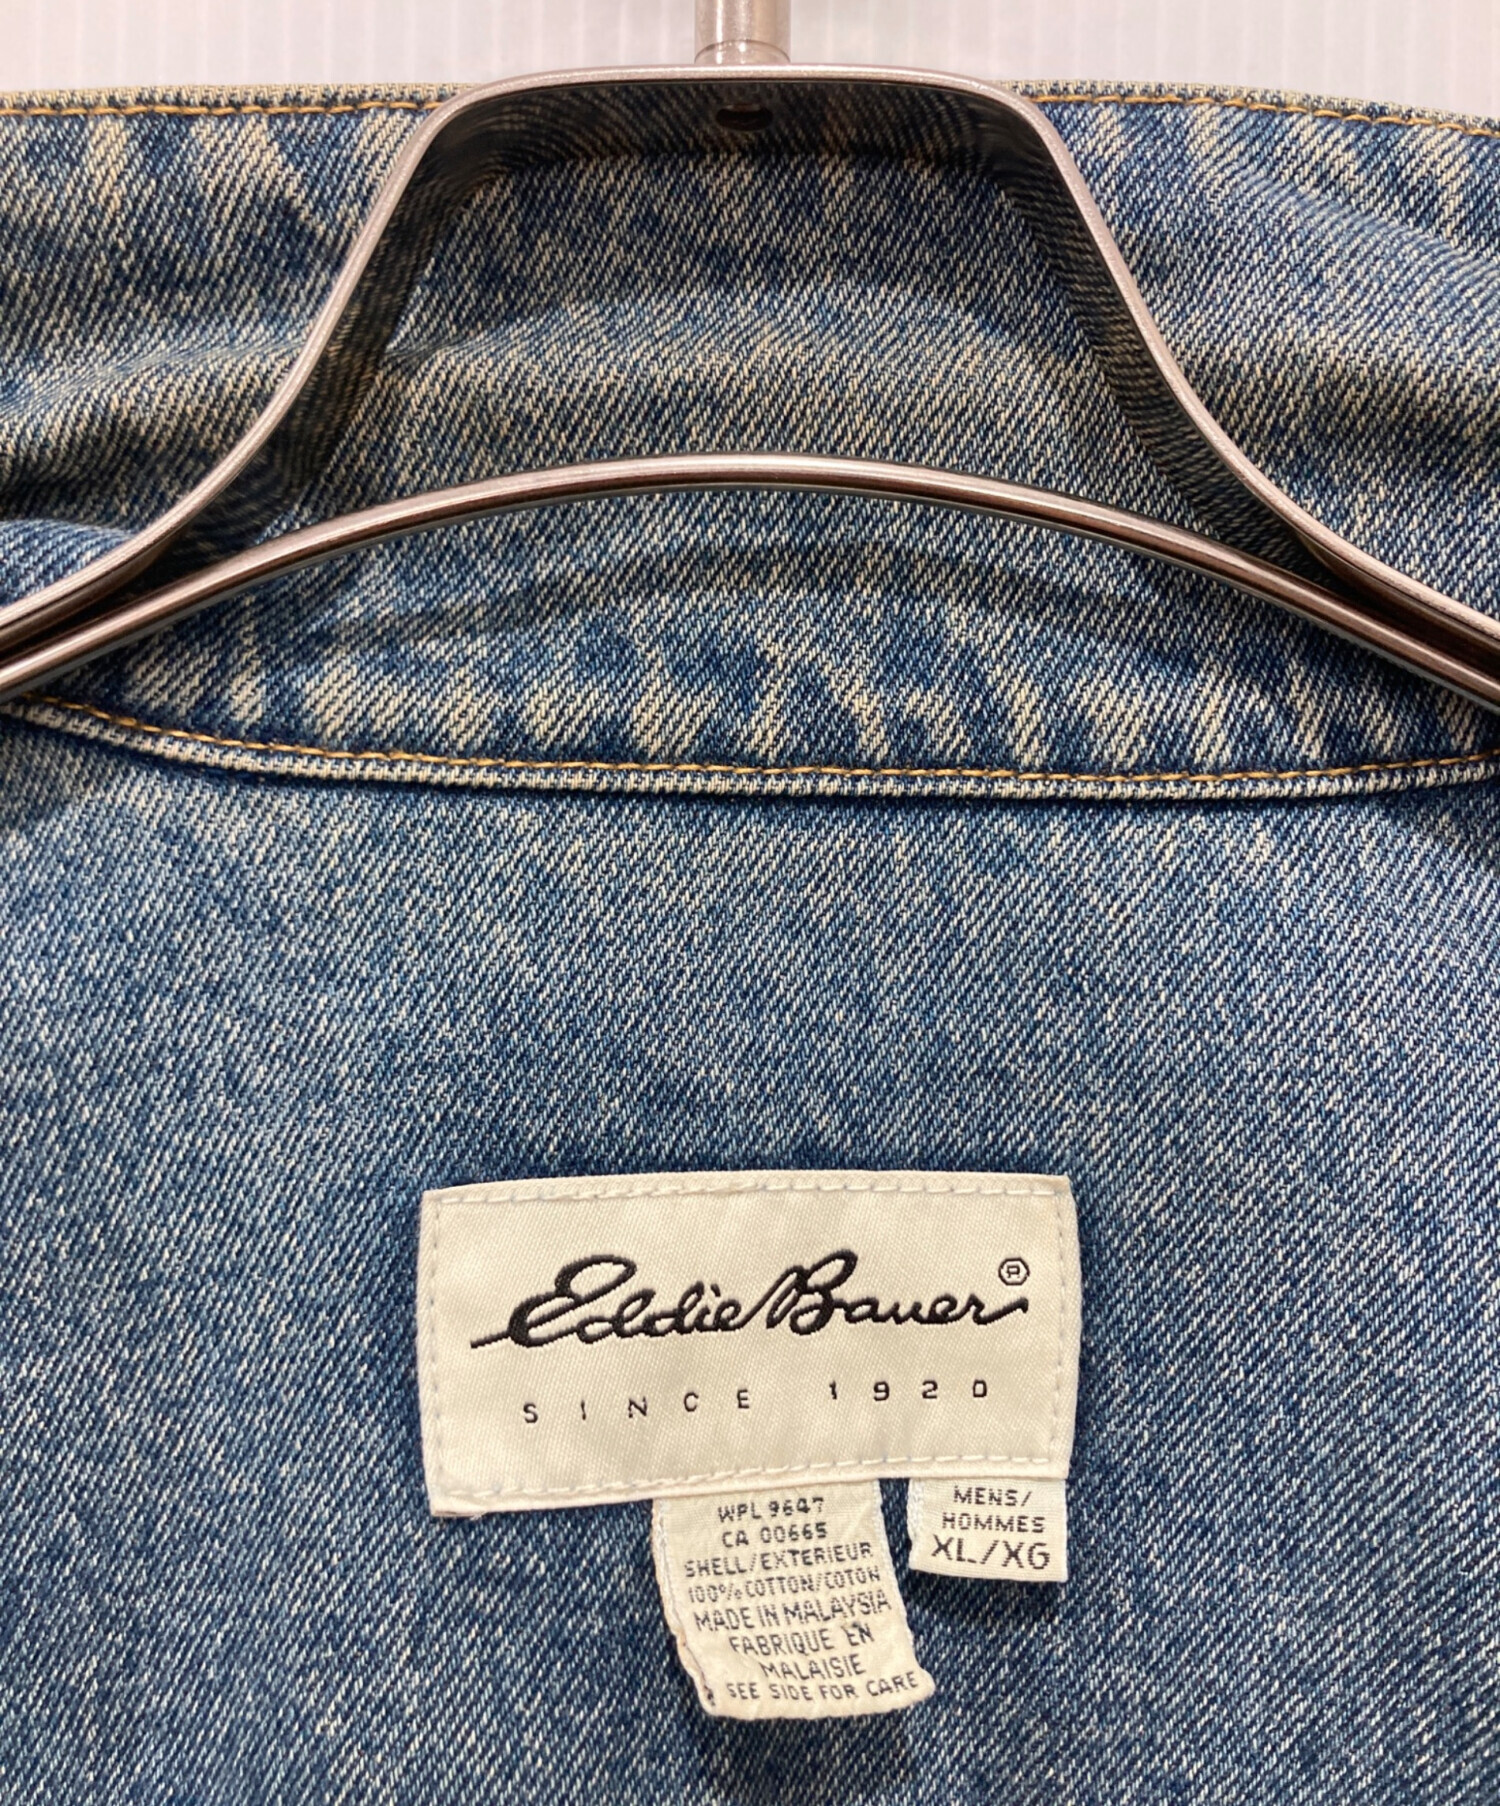 Eddie Bauer ®
SINCE 1920
WPL 9647
CA 00665
SHELL/EXTERIEUR
100% COTTON/COTON
MADE IN MALAYSIA
FABRIQUE EN
MALAISIE
SEE SIDE FOR CARE
MENS/
HOMMES
XL/XG